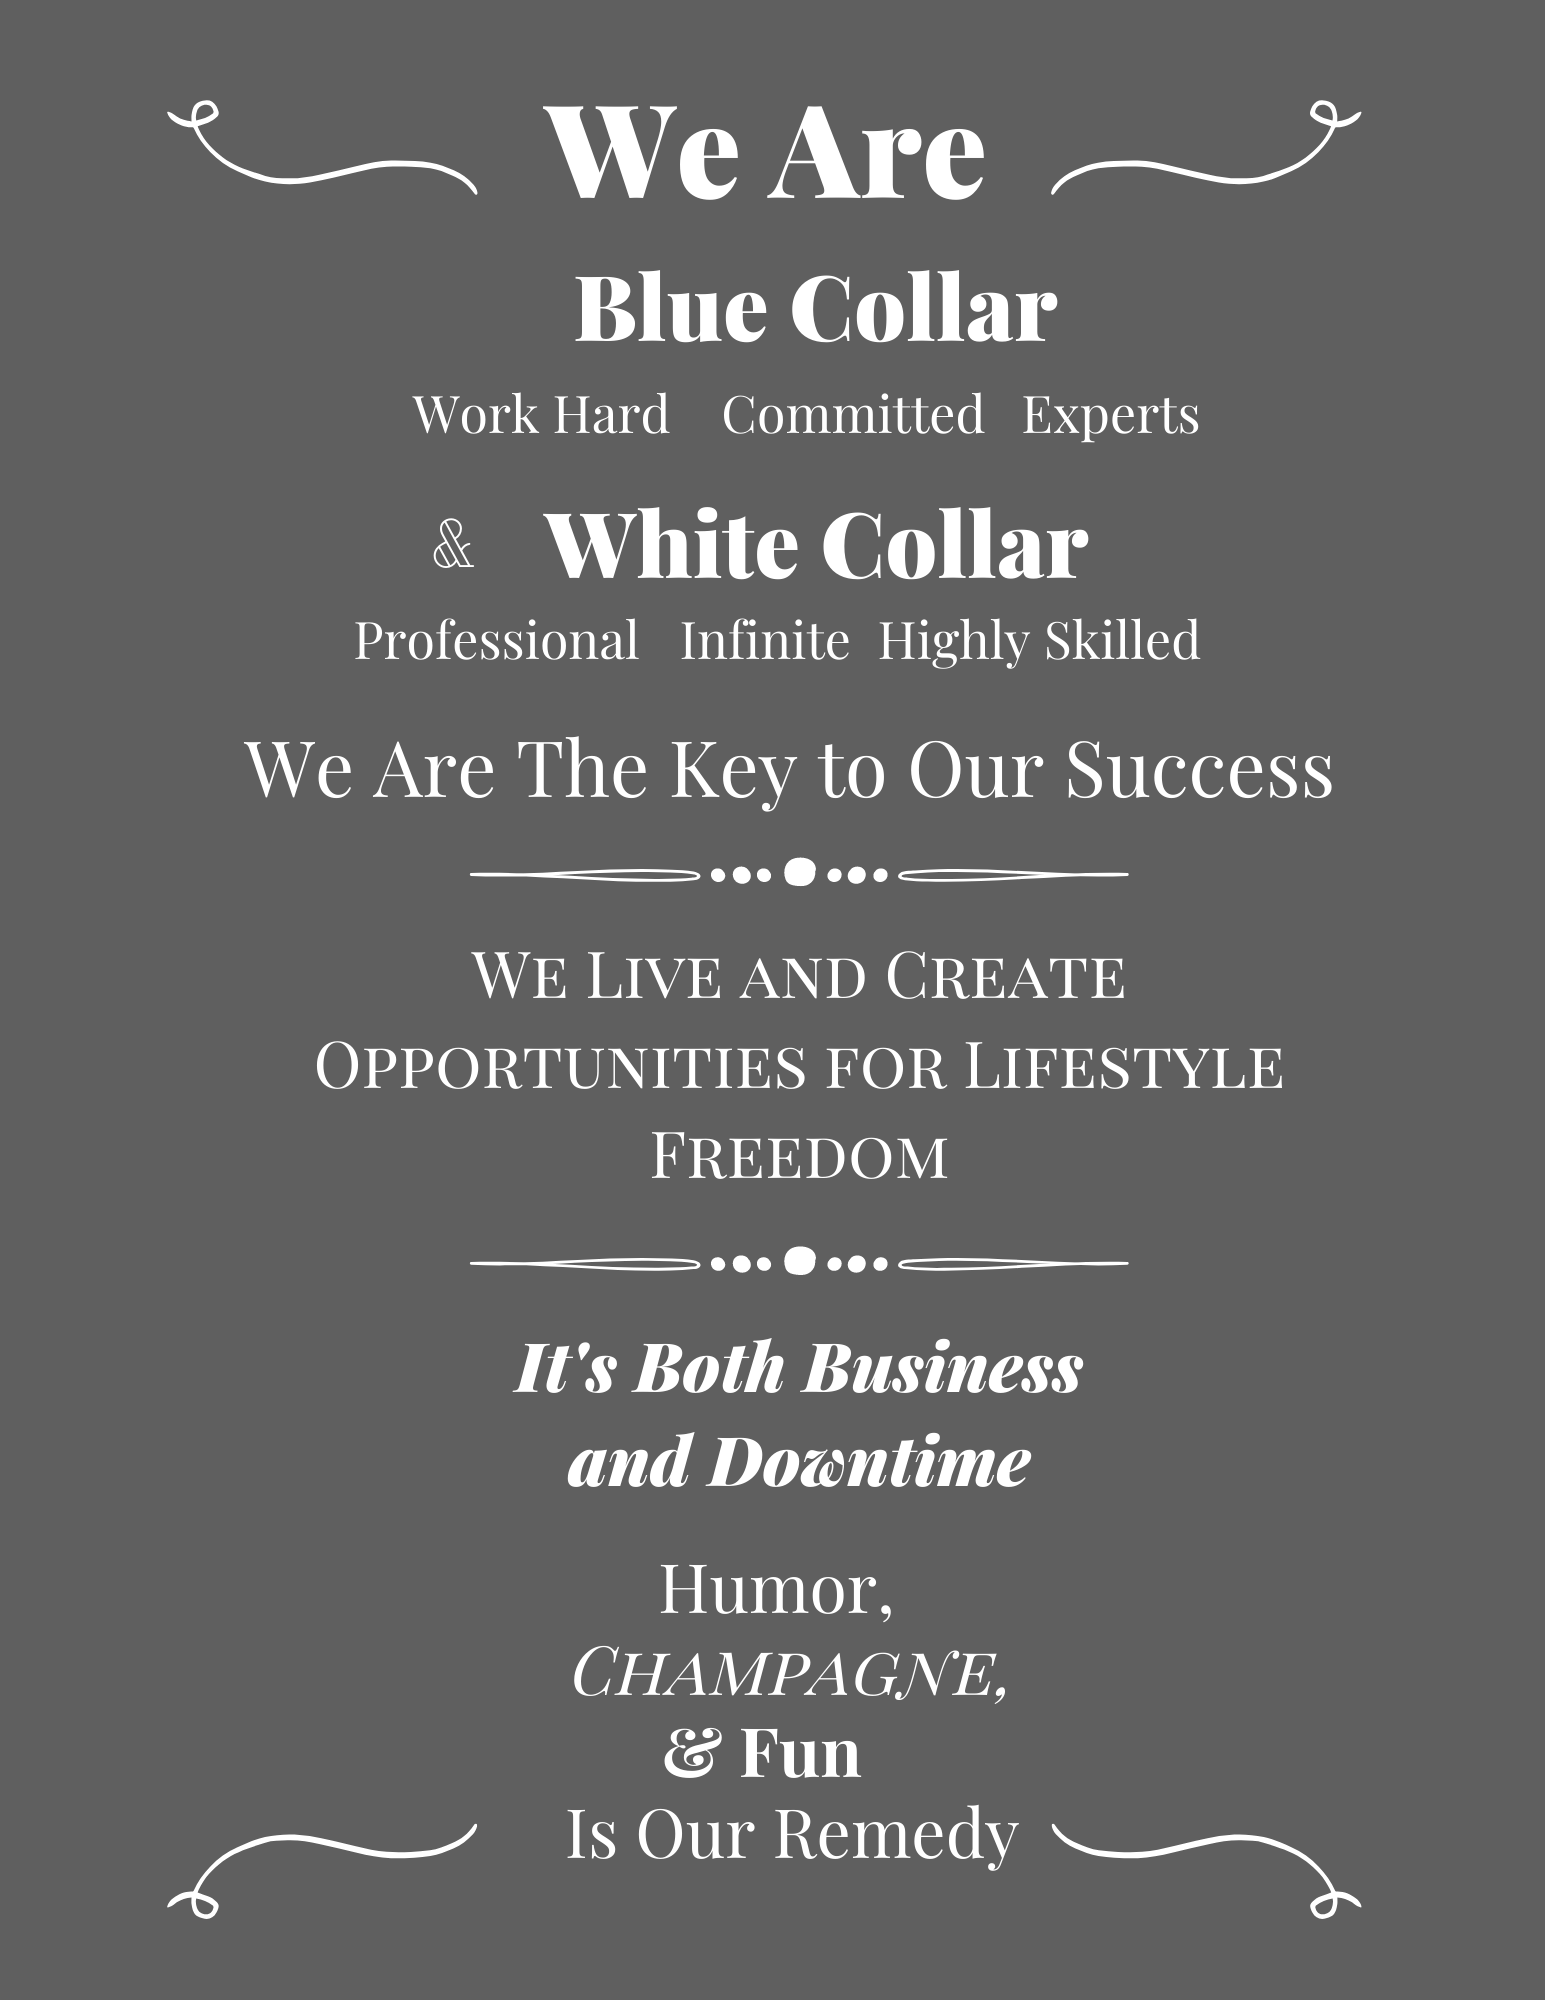 We Are
Blue Collar
Work Hard Committed Experts
& White Collar
Professional Infinite Highly Skilled
We Are The Key to Our Success
We Live and Create
Opportunities for Lifestyle
Freedom
It's Both Business
and Downtime
Humor,
Champagne,
& Fun
Is Our Remedy